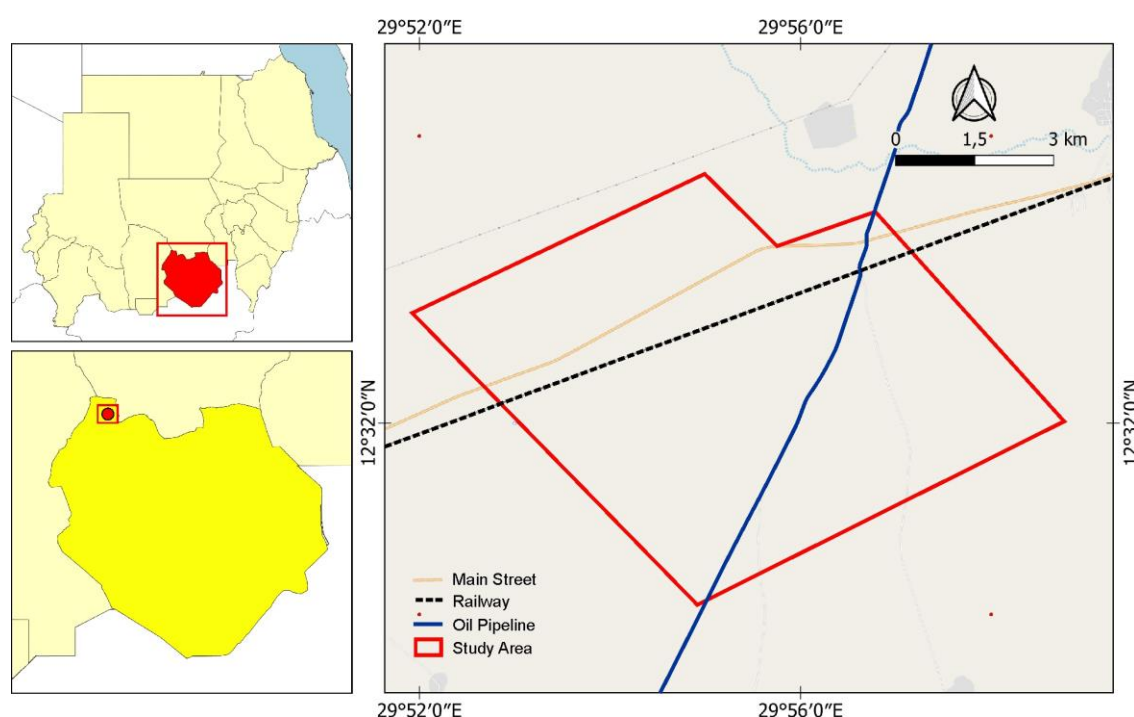 29°52′0″E 29°56′0″E
0 1,5 3 km
12°32′0″N 12°32′0″N
Main Street
Railway
Oil Pipeline
Study Area
29°52′0″E 29°56′0″E